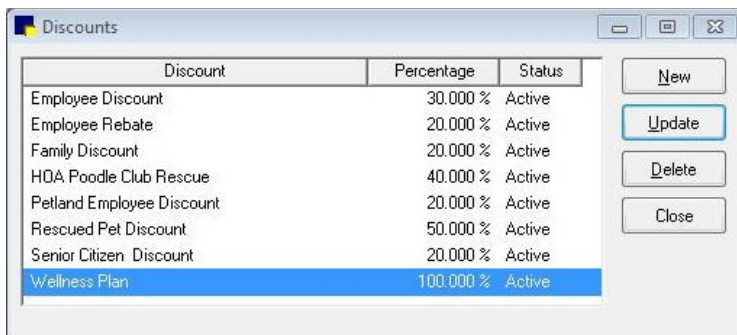 Discounts
Discount Percentage Status
Employee Discount 30.000 % Active
Employee Rebate 20.000 % Active
Family Discount 20.000 % Active
HOA Poodle Club Rescue 40.000 % Active
Petland Employee Discount 20.000 % Active
Rescued Pet Discount 50.000 % Active
Senior Citizen Discount 20.000 % Active
Wellness Plan 100.000 % Active
New
Update
Delete
Close